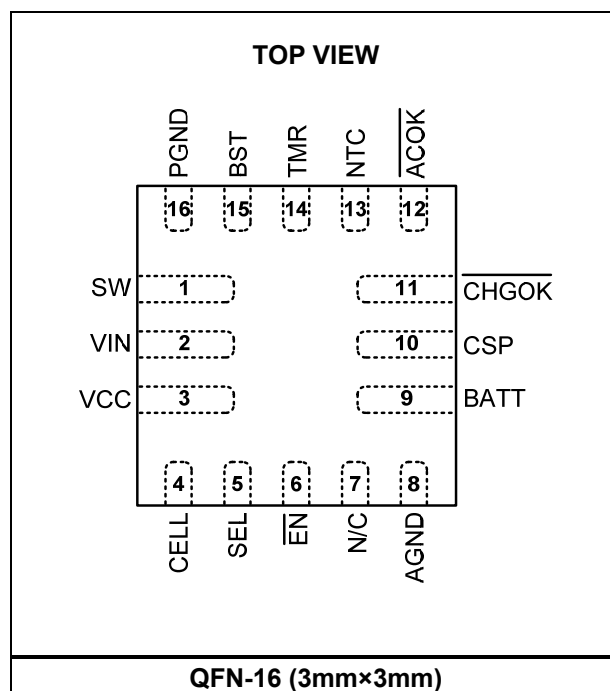 TOP VIEW
PGND BST TMR NTC ACOK
16 15 14 13 12
SW 1 11 CHGOK
VIN 2 10 CSP
VCC 3 9 BATT
4 5 6 7 8
CELL SEL EN N/C AGND
QFN-16 (3mm×3mm)